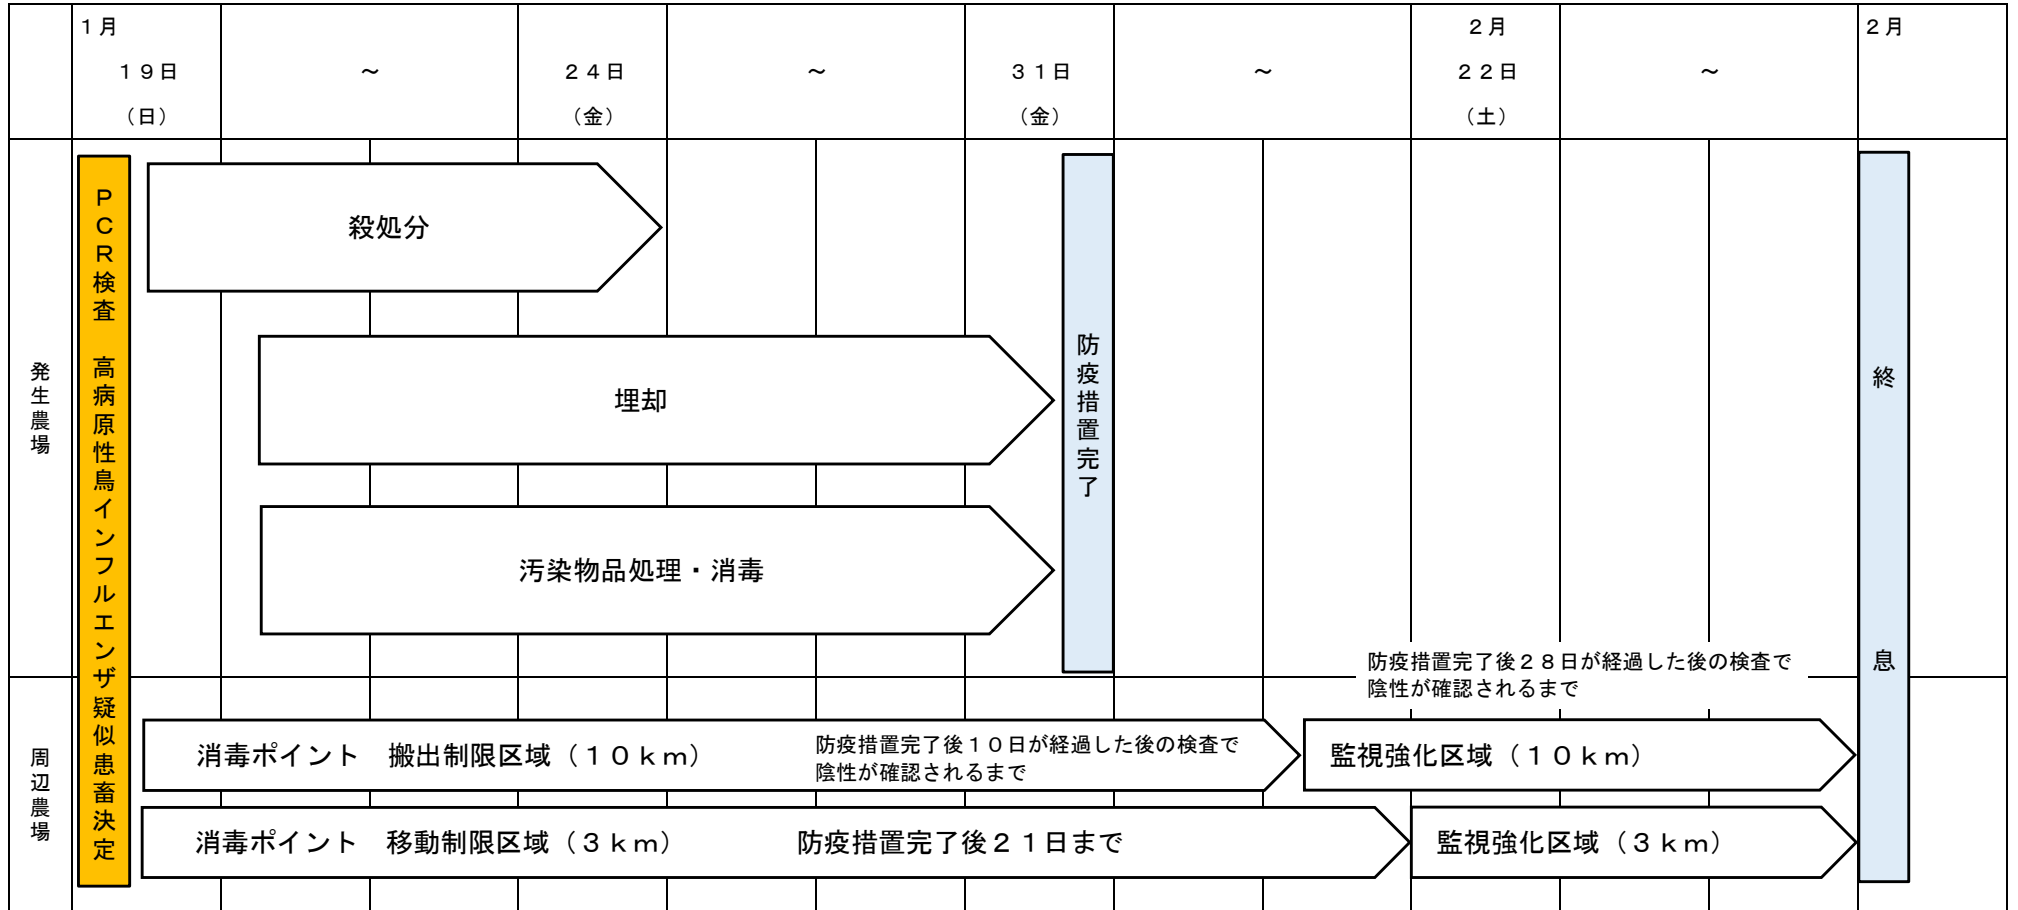 １月
２月
２月
１９日
～
２４日
～
３１日
～
２２日
～
（日）
（金）
（金）
（土）
発生農場
ＰＣＲ検査　高病原性鳥インフルエンザ疑似患畜決定
殺処分
埋却
汚染物品処理・消毒
防疫措置完了
終息
防疫措置完了後２８日が経過した後の検査で
陰性が確認されるまで
周辺農場
消毒ポイント　搬出制限区域（１０ｋｍ）
防疫措置完了後１０日が経過した後の検査で
陰性が確認されるまで
監視強化区域（１０ｋｍ）
消毒ポイント　移動制限区域（３ｋｍ）
防疫措置完了後２１日まで
監視強化区域（３ｋｍ）